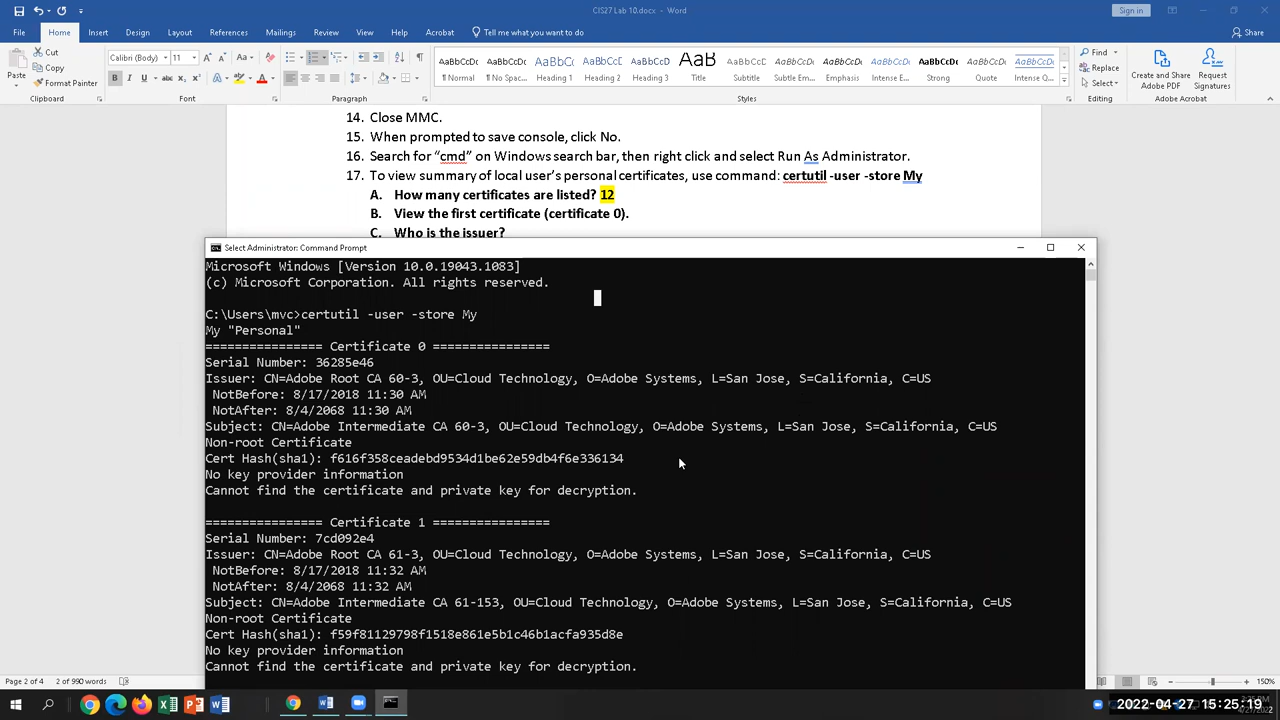 CIS27 Lab 10.docx - Word
Sign in
File Home Insert Design Layout References Mailings Review View Help Acrobat Tell me what you want to do Share
Paste
Cut
Copy
Format Painter
Clipboard
Calibri (Body) 11
Font
Paragraph
AaBbCcDc AaBbCcDc AaBbC AaBbCcC AaBbCcD AaB AaBbCcC AaBbCcD AaBbCcD AaBbCcD AaBbCcDc AaBbCcDc AaBbCcDc
¶ Normal ¶ No Spac... Heading 1 Heading 2 Heading 3 Title Subtitle Subtle Em... Emphasis Intense E... Strong Quote Intense Q...
Styles
Find
Replace
Select
Editing
Create and Share Adobe PDF
Request Signatures
Adobe Acrobat
14. Close MMC.
15. When prompted to save console, click No.
16. Search for “cmd” on Windows search bar, then right click and select Run As Administrator.
17. To view summary of local user’s personal certificates, use command: certutil -user -store My
A. How many certificates are listed? 12
B. View the first certificate (certificate 0).
C. Who is the issuer?
Select Administrator: Command Prompt
Microsoft Windows [Version 10.0.19043.1083]
(c) Microsoft Corporation. All rights reserved.
C:\Users\mvc>certutil -user -store My
My "Personal"
================ Certificate 0 ================
Serial Number: 36285e46
Issuer: CN=Adobe Root CA 60-3, OU=Cloud Technology, O=Adobe Systems, L=San Jose, S=California, C=US
NotBefore: 8/17/2018 11:30 AM
NotAfter: 8/4/2068 11:30 AM
Subject: CN=Adobe Intermediate CA 60-3, OU=Cloud Technology, O=Adobe Systems, L=San Jose, S=California, C=US
Non-root Certificate
Cert Hash(sha1): f616f358ceadebd9534d1be62e59db4f6e336134
No key provider information
Cannot find the certificate and private key for decryption.
================ Certificate 1 ================
Serial Number: 7cd092e4
Issuer: CN=Adobe Root CA 61-3, OU=Cloud Technology, O=Adobe Systems, L=San Jose, S=California, C=US
NotBefore: 8/17/2018 11:32 AM
NotAfter: 8/4/2068 11:32 AM
Subject: CN=Adobe Intermediate CA 61-153, OU=Cloud Technology, O=Adobe Systems, L=San Jose, S=California, C=US
Non-root Certificate
Cert Hash(sha1): f59f81129798f1518e861e5b1c46b1acfa935d8e
No key provider information
Cannot find the certificate and private key for decryption.
Page 2 of 4 2 of 990 words
150%
2022-04-27 15:25:19